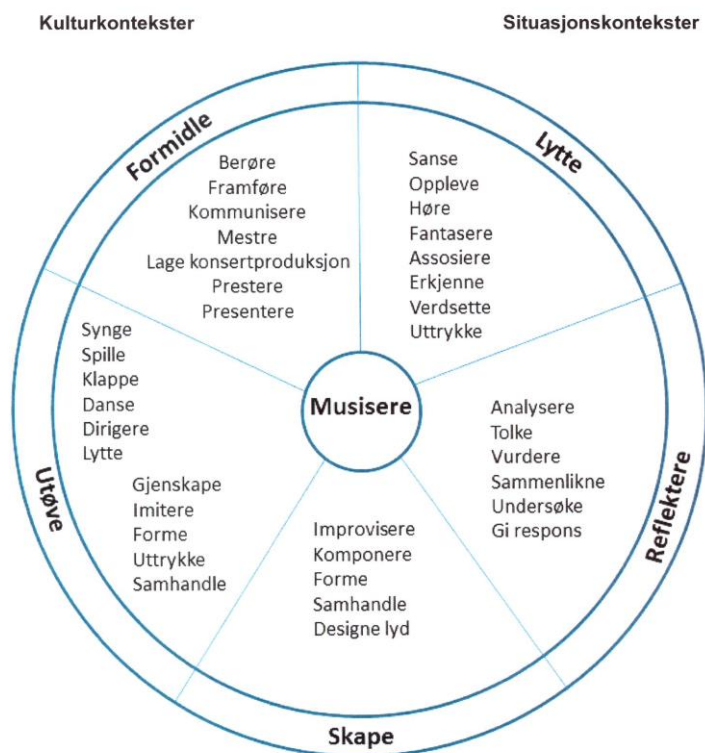 Kulturkontekster
Situasjonskontekster
Formidle
Berøre
Framføre
Kommunisere
Mestre
Lage konsertproduksjon
Prestere
Presentere
Lytte
Sanse
Oppleve
Høre
Fantasere
Assosiere
Erkjenne
Verdsette
Uttrykke
Musisere
Utøve
Synge
Spille
Klappe
Danse
Dirigere
Lytte
Gjenskape
Imitere
Forme
Uttrykke
Samhandle
Skape
Improvisere
Komponere
Forme
Samhandle
Designe lyd
Reflektere
Analysere
Tolke
Vurdere
Sammenlikne
Undersøke
Gi respons